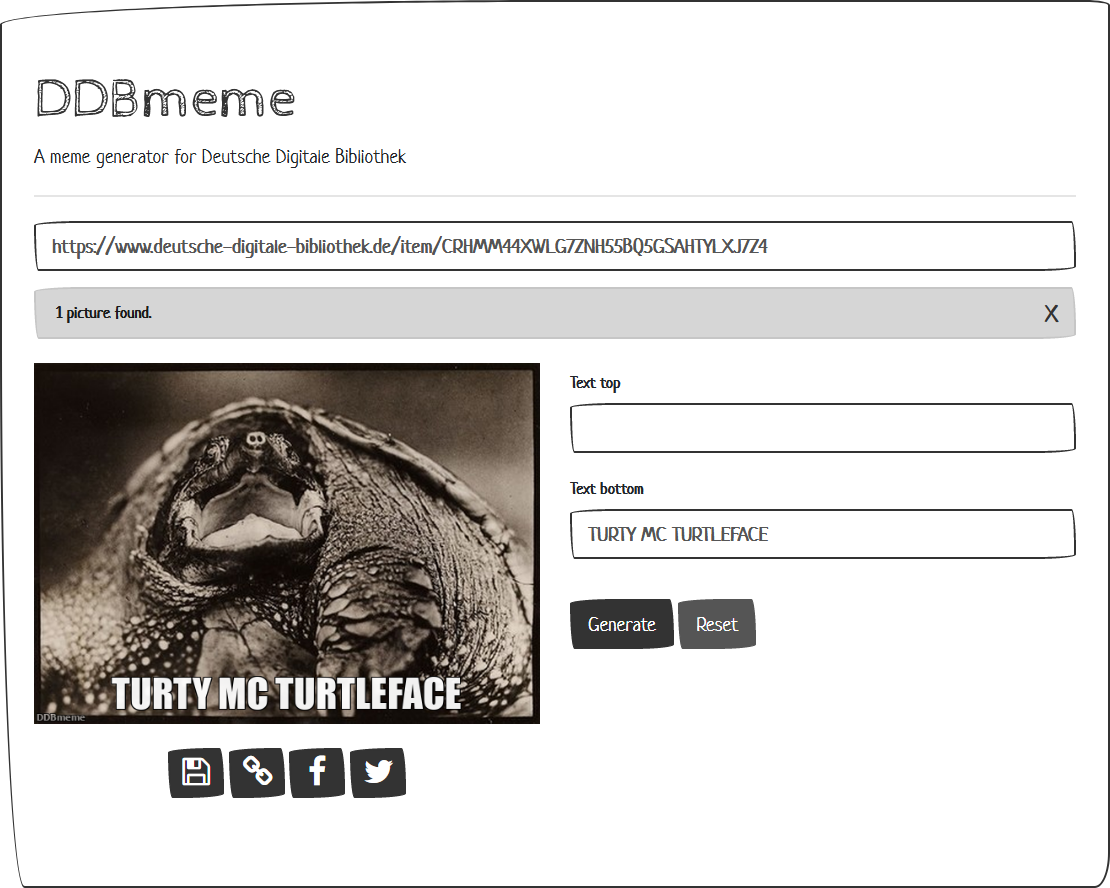 DDBmeme
A meme generator for Deutsche Digitale Bibliothek
https://www.deutsche-digitale-bibliothek.de/item/CRHMM44XWLG7ZNH55BQ5GSAHTYLXJ7Z4
1 picture found.
X
Text top
Text bottom
TURTY MC TURTLEFACE
Generate
Reset
TURTY MC TURTLEFACE
DDBmeme